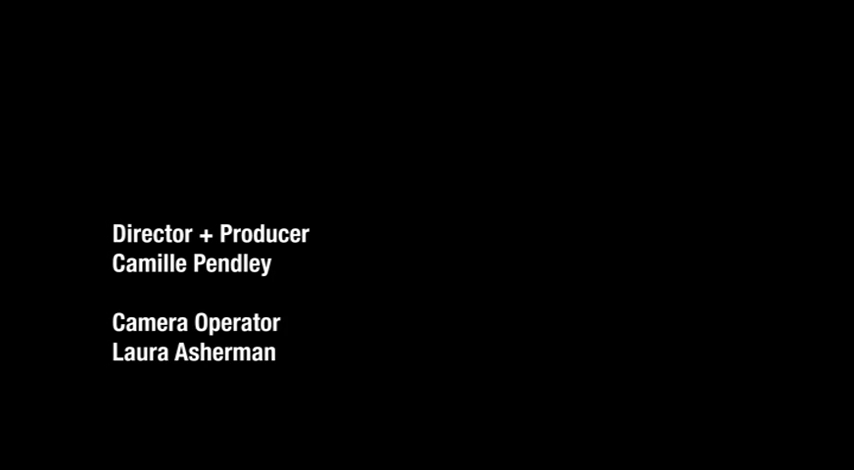 Director + Producer
Camille Pendley
Camera Operator
Laura Asherman